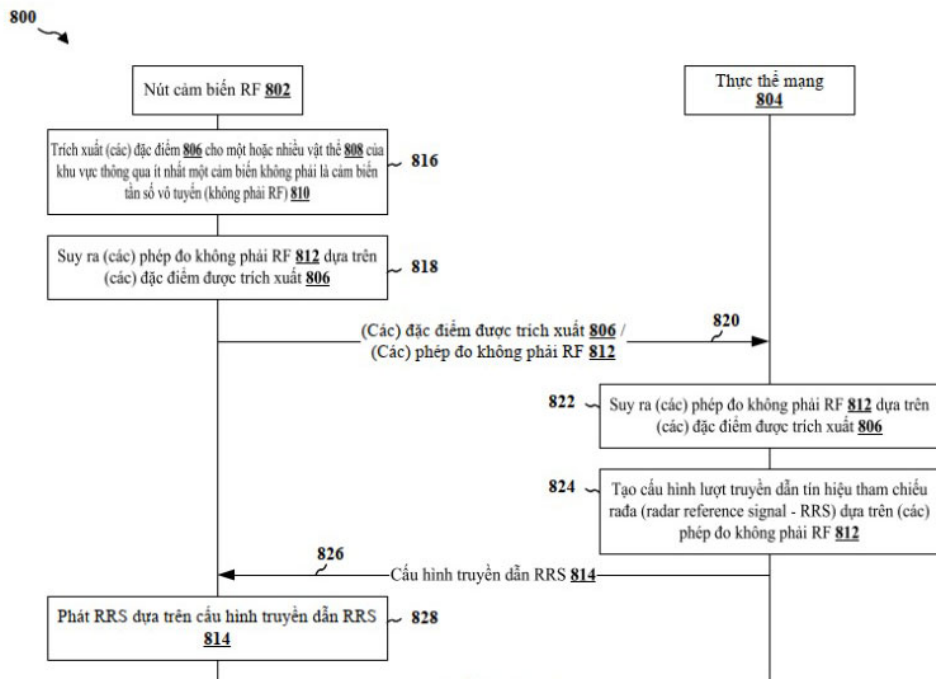 800
Nút cảm biến RF 802
Thực thể mạng
804
Trích xuất (các) đặc điểm 806 cho một hoặc nhiều vật thể 808 của
khu vực thông qua ít nhất một cảm biến không phải là cảm biến
tần số vô tuyến (không phải RF) 810
816
Suy ra (các) phép đo không phải RF 812 dựa trên
(các) đặc điểm được trích xuất 806
818
(Các) đặc điểm được trích xuất 806 /
(Các) phép đo không phải RF 812
820
822
Suy ra (các) phép đo không phải RF 812 dựa trên
(các) đặc điểm được trích xuất 806
824
Tạo cấu hình lượt truyền dẫn tín hiệu tham chiếu
rađa (radar reference signal - RRS) dựa trên (các)
phép đo không phải RF 812
826
Cấu hình truyền dẫn RRS 814
Phát RRS dựa trên cấu hình truyền dẫn RRS
814
828